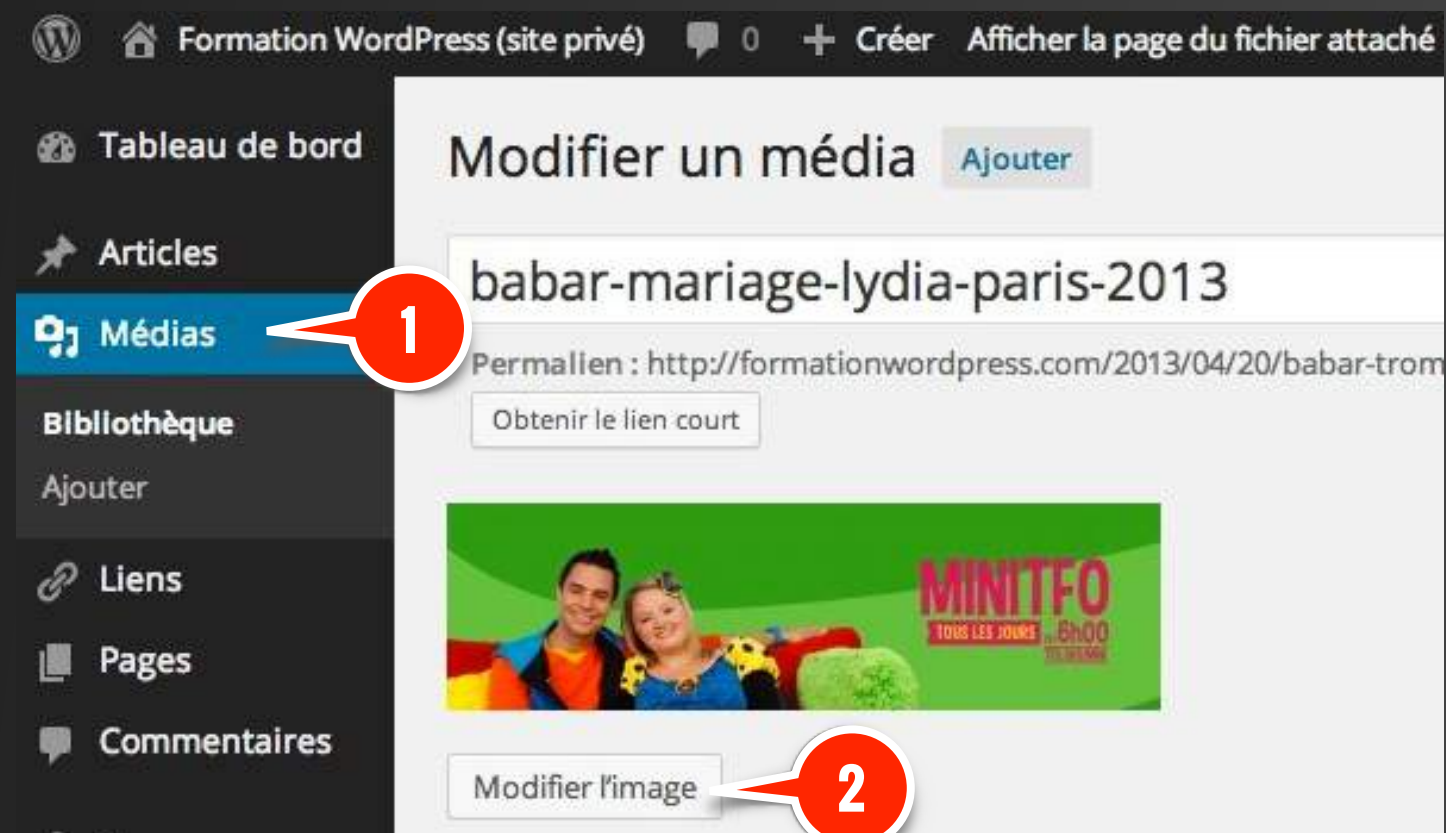 Formation WordPress (site privé) 0 + Créer Afficher la page du fichier attaché
Tableau de bord
Articles
Médias
Bibliothèque
Ajouter
Liens
Pages
Commentaires
Modifier un média Ajouter
babar-mariage-lydia-paris-2013
Permalien : http://formationwordpress.com/2013/04/20/babar-trom
Obtenir le lien court
MINITFO
TOUS LES JOURS 6h00
Modifier l'image
1
2